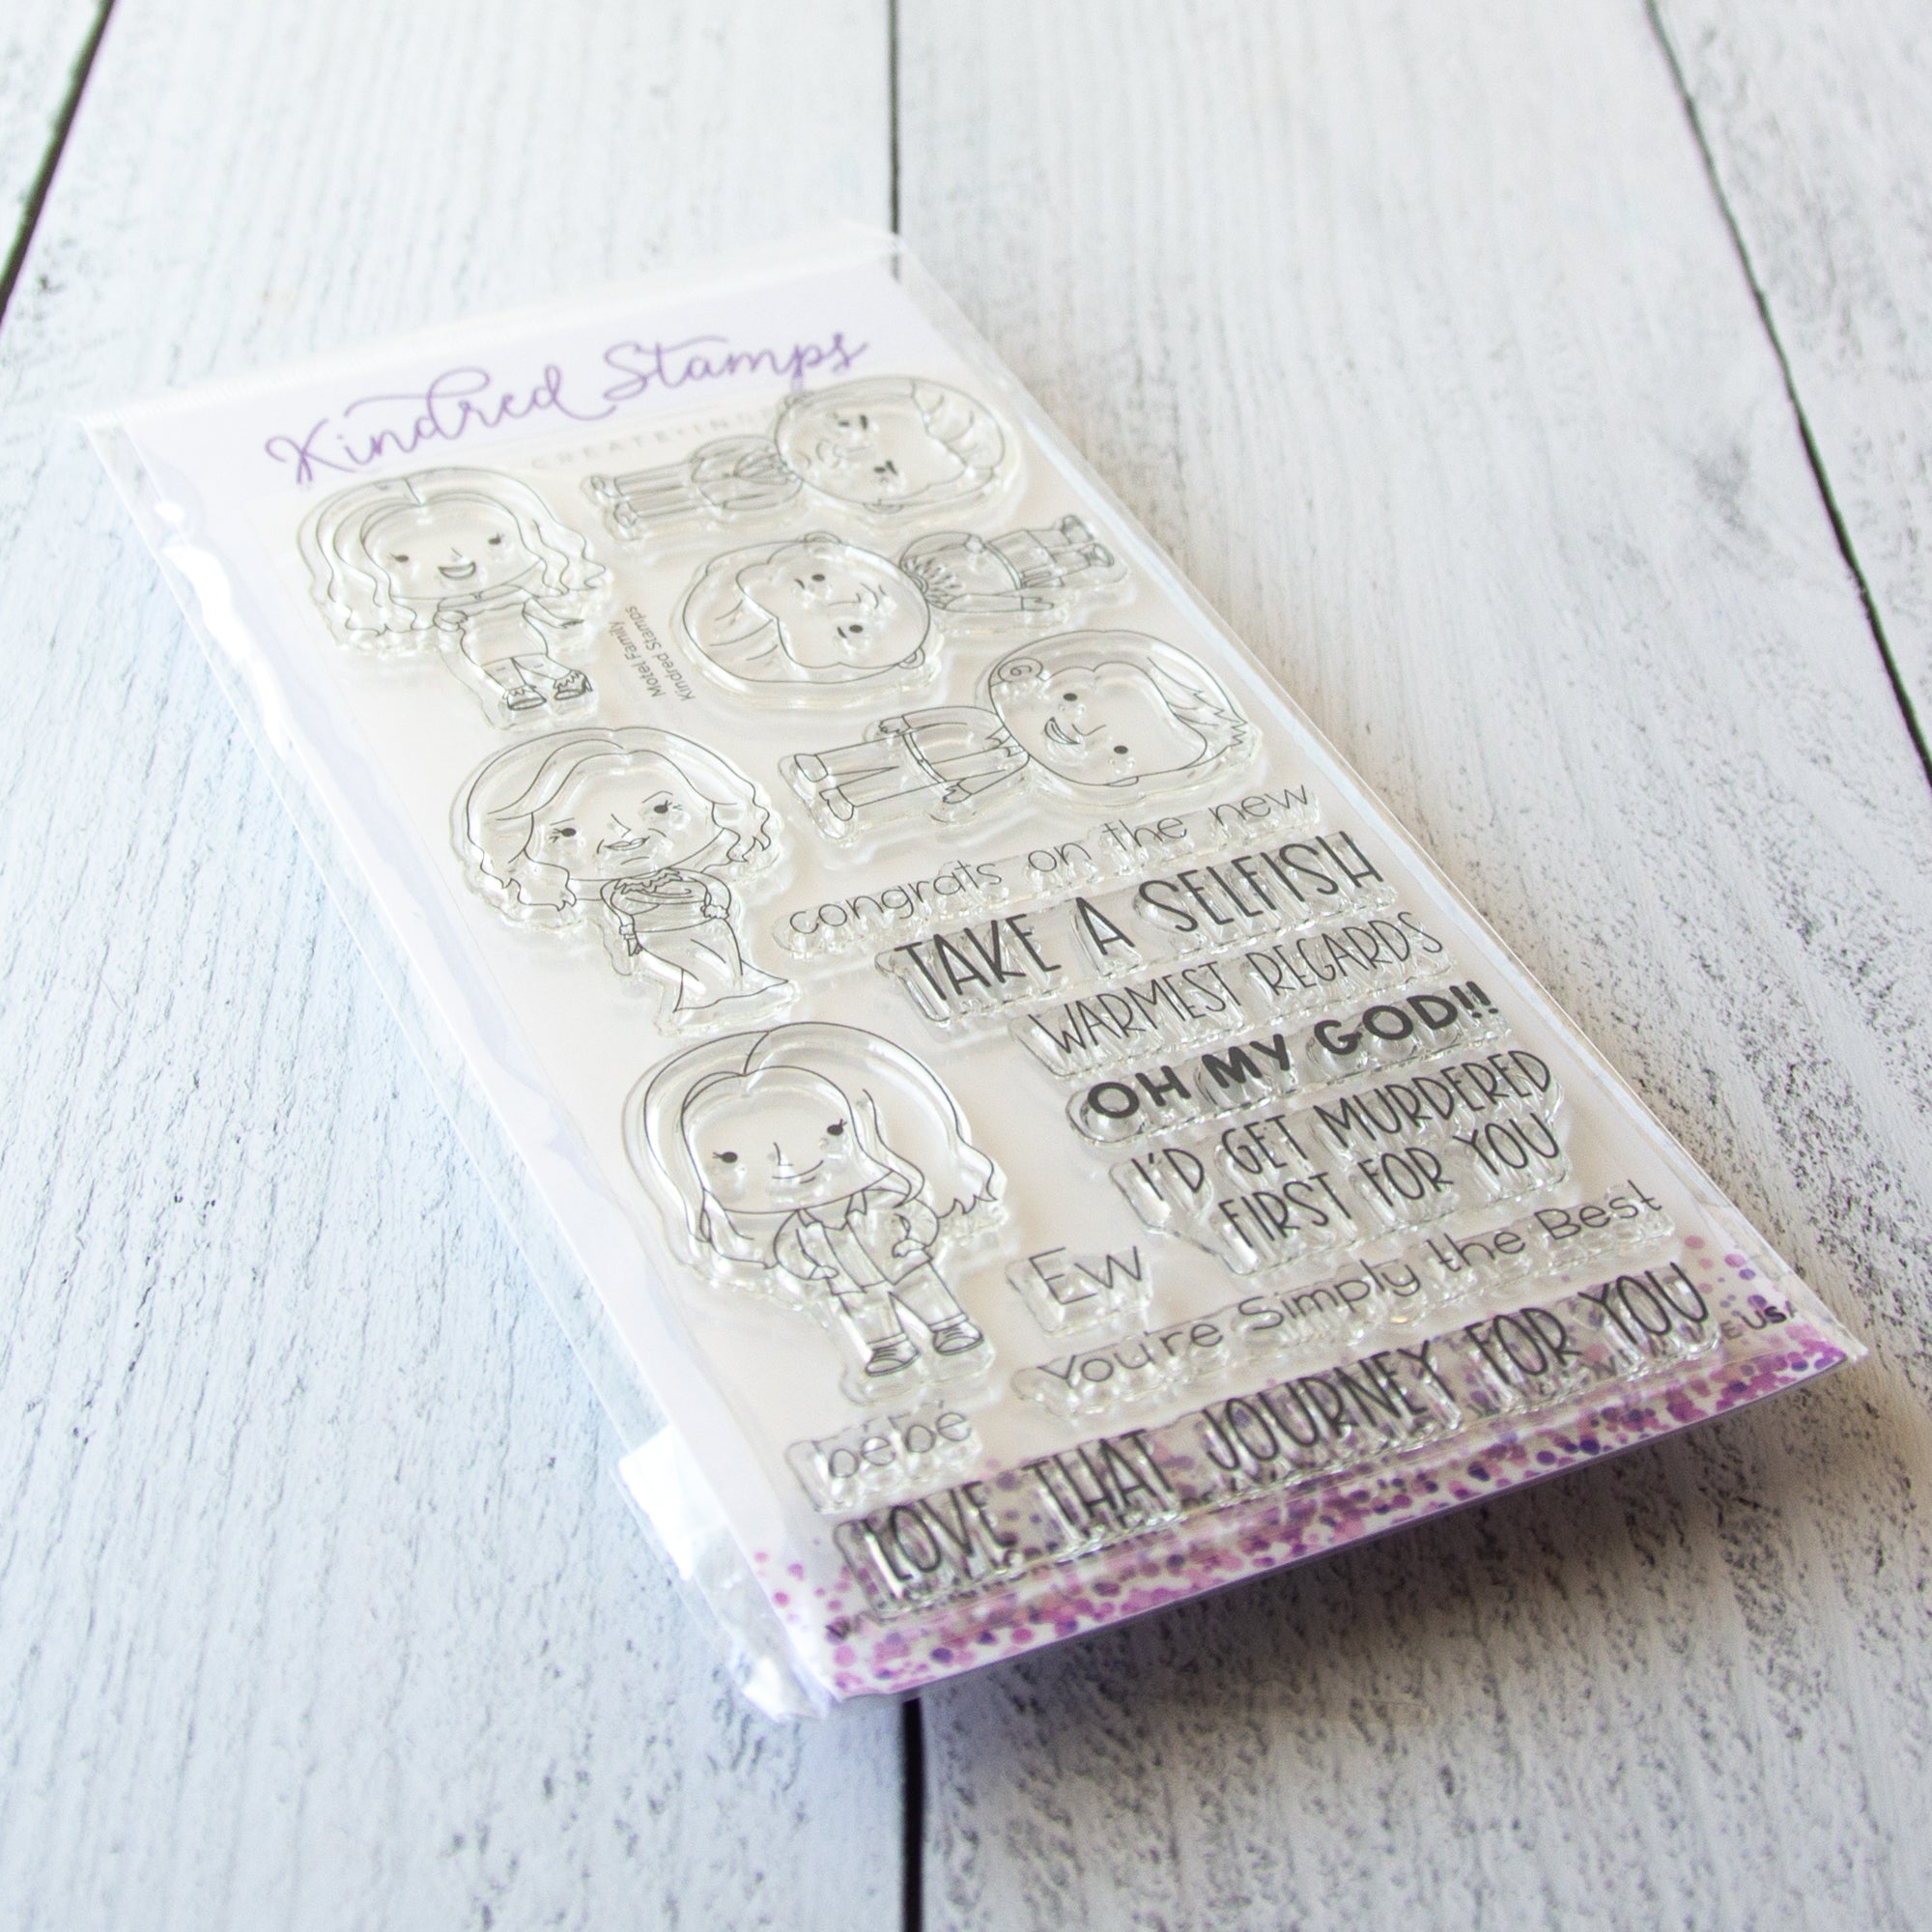 Kindred Stamps
CREATE
Motel Family
Kindred Stamps
congrats on the new
TAKE A SELFISH
WARMEST REGARDS
OH MY GOD!!
I'D GET MURDERED
FIRST FOR YOU
Ew
You're Simply the Best
bébé
LOVE THAT JOURNEY FOR YOU